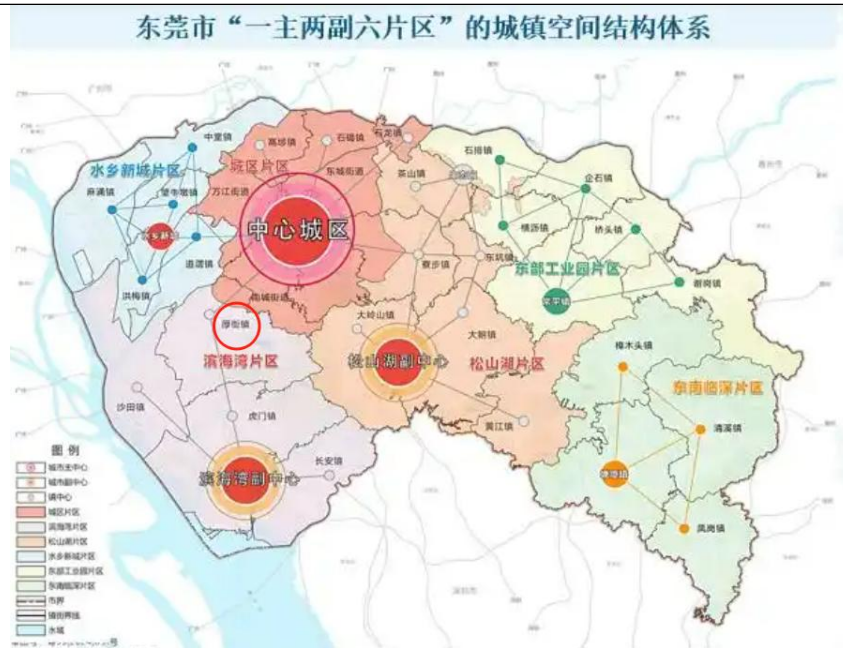 东莞市“一主两副六片区”的城镇空间结构体系
中堂镇
高埗镇
石碣镇
石龙镇
石排镇
水乡新城片区
城区片区
茶山镇
企石镇
麻涌镇
望牛墩镇
万江街道
东城街道
中心城区
横沥镇
桥头镇
水乡新城
道滘镇
寮步镇
东坑镇
东部工业园片区
洪梅镇
南城街道
常平镇
谢岗镇
厚街镇
大岭山镇
大朗镇
樟木头镇
滨海湾片区
松山湖副中心
松山湖片区
东南临深片区
沙田镇
虎门镇
黄江镇
清溪镇
长安镇
滨海湾副中心
塘厦镇
凤岗镇
图 例
城市主中心
城市副中心
镇中心
城区片区
滨海湾片区
松山湖片区
水乡新城片区
东部工业园片区
东南临深片区
市界
镇街界线
水域
深圳市